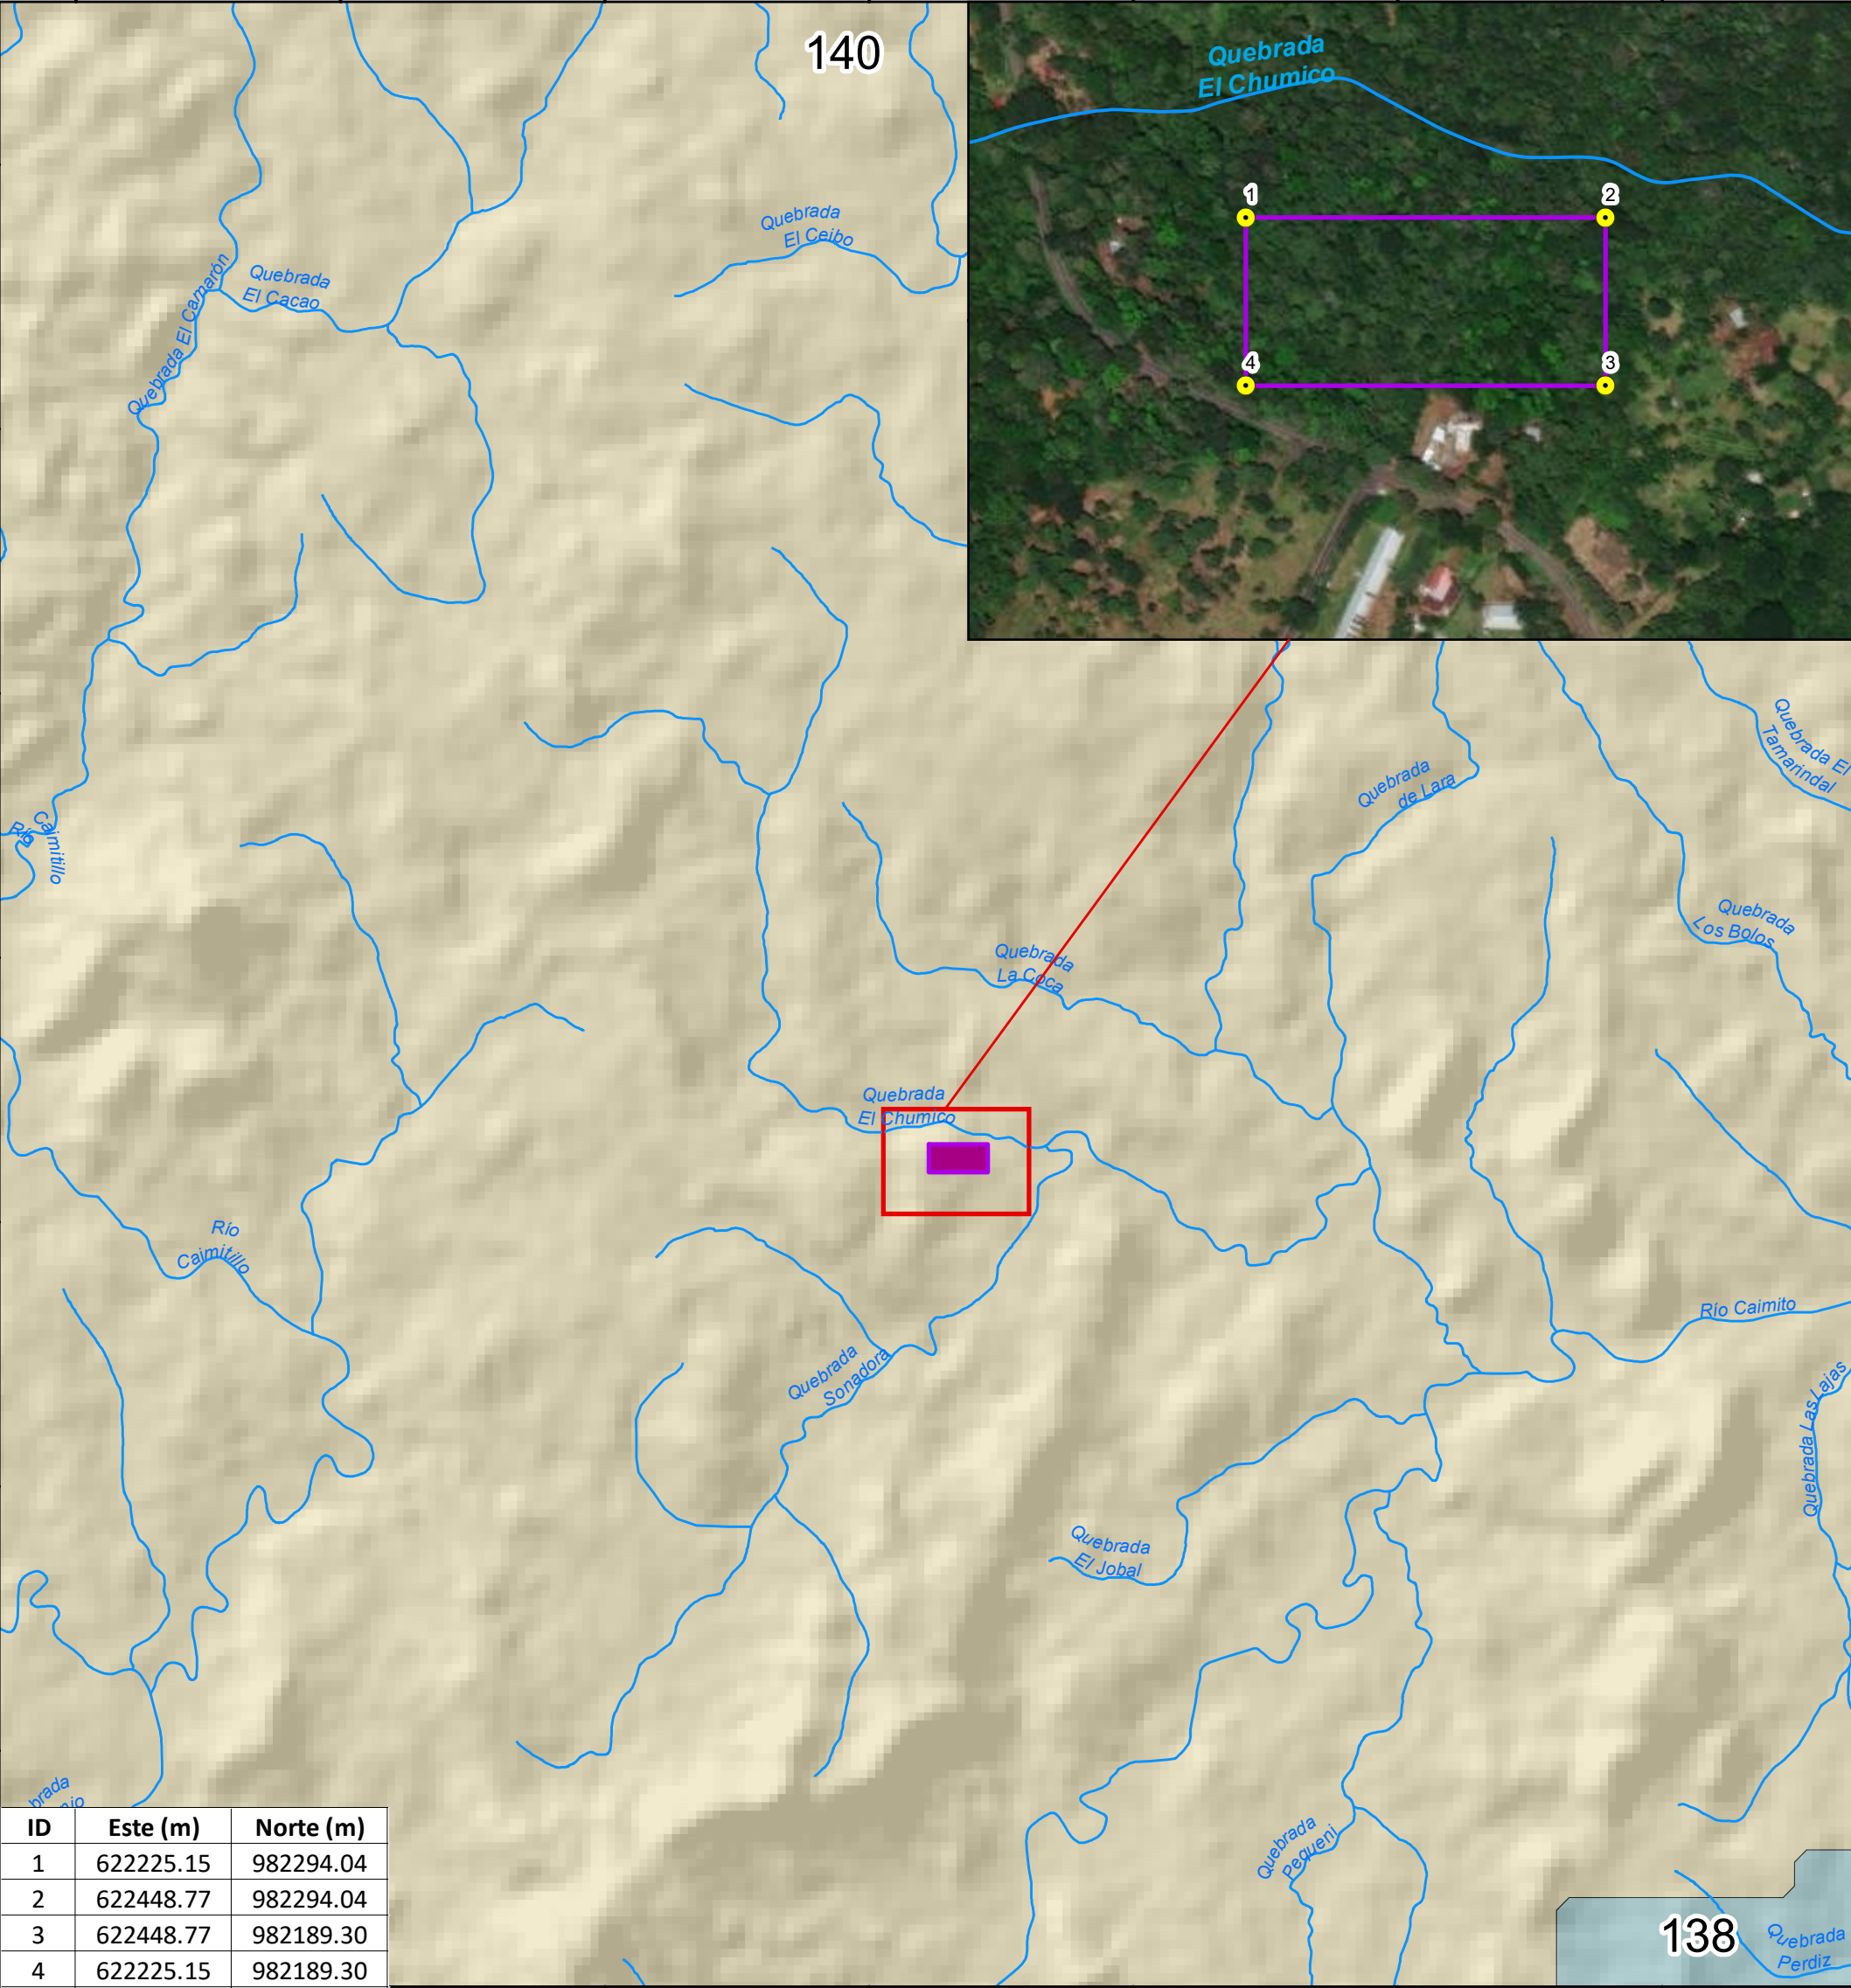 140
Quebrada
El Chumico
1
2
4
3
Quebrada
El Ceibo
Quebrada
El Cacao
Quebrada El Camarón
Quebrada El
Tamarindal
Quebrada
de Lara
Río
Caimitillo
Quebrada
Los Bolos
Quebrada
La Coca
Quebrada
El Chumico
Río
Caimitillo
Río Caimito
Quebrada
Sonadora
Quebrada Las Lajas
Quebrada
El Jobal
brada
Quebrada
Pequeni
138
Quebrada
Perdiz
ID Este (m) Norte (m)
1 622225.15 982294.04
2 622448.77 982294.04
3 622448.77 982189.30
4 622225.15 982189.30